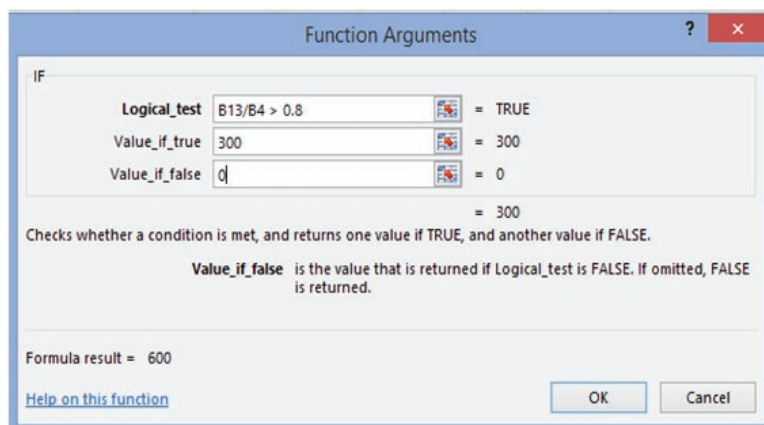 Function Arguments
?
IF
Logical_test B13/B4 > 0.8 = TRUE
Value_if_true 300 = 300
Value_if_false 0 = 0
= 300
Checks whether a condition is met, and returns one value if TRUE, and another value if FALSE.
Value_if_false is the value that is returned if Logical_test is FALSE. If omitted, FALSE
is returned.
Formula result = 600
Help on this function
OK Cancel